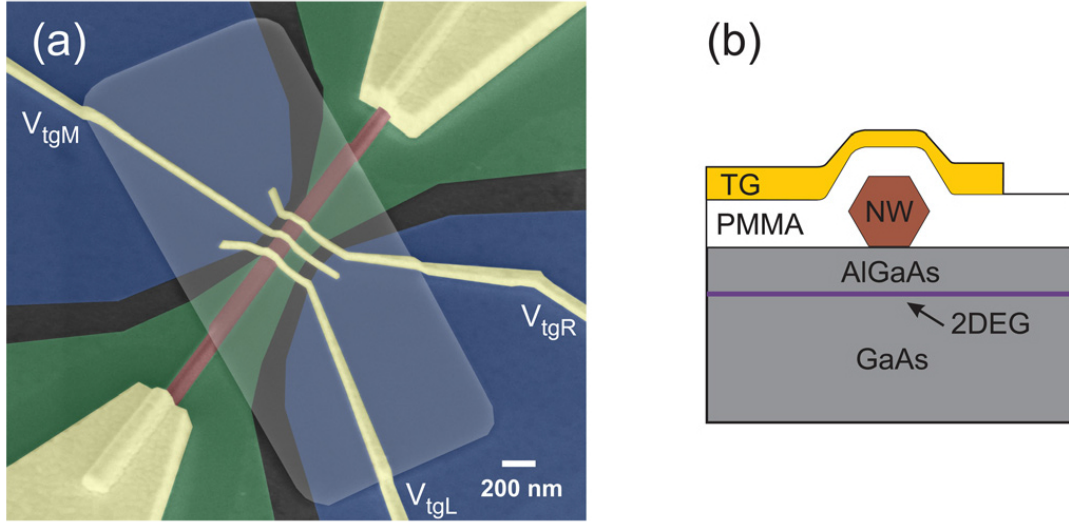 (a)
V_tgM
V_tgR
V_tgL
200 nm
(b)
TG
NW
PMMA
AlGaAs
2DEG
GaAs